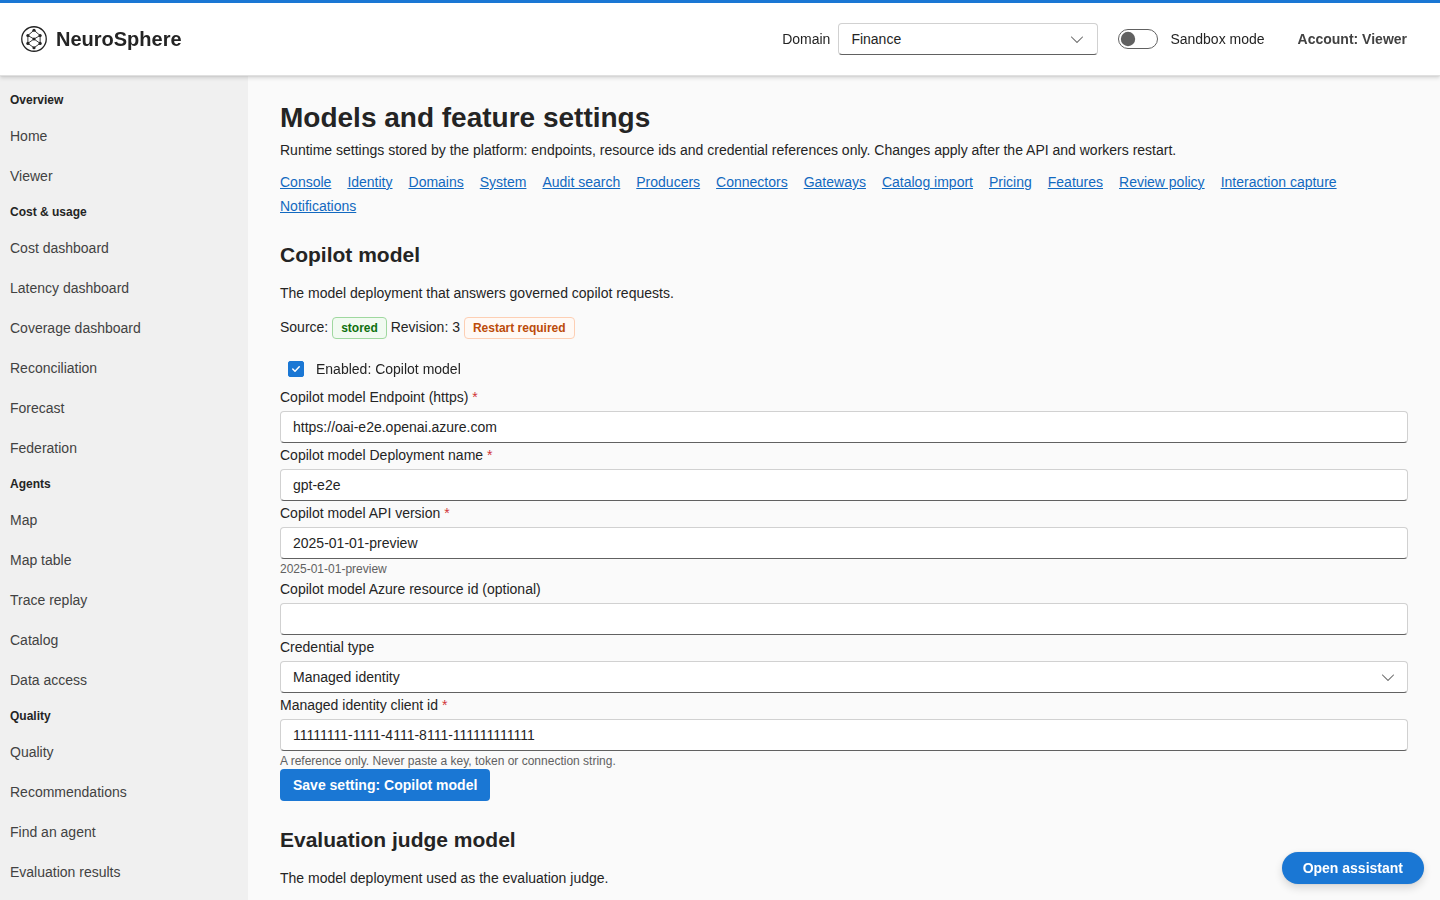 NeuroSphere
Domain
Finance
Sandbox mode
Account: Viewer
Overview
Home
Viewer
Cost & usage
Cost dashboard
Latency dashboard
Coverage dashboard
Reconciliation
Forecast
Federation
Agents
Map
Map table
Trace replay
Catalog
Data access
Quality
Quality
Recommendations
Find an agent
Evaluation results
Models and feature settings
Runtime settings stored by the platform: endpoints, resource ids and credential references only. Changes apply after the API and workers restart.
Console Identity Domains System Audit search Producers Connectors Gateways Catalog import Pricing Features Review policy Interaction capture
Notifications
Copilot model
The model deployment that answers governed copilot requests.
Source: stored Revision: 3 Restart required
Enabled: Copilot model
Copilot model Endpoint (https) *
https://oai-e2e.openai.azure.com
Copilot model Deployment name *
gpt-e2e
Copilot model API version *
2025-01-01-preview
2025-01-01-preview
Copilot model Azure resource id (optional)
Credential type
Managed identity
Managed identity client id *
11111111-1111-4111-8111-111111111111
A reference only. Never paste a key, token or connection string.
Save setting: Copilot model
Evaluation judge model
The model deployment used as the evaluation judge.
Open assistant